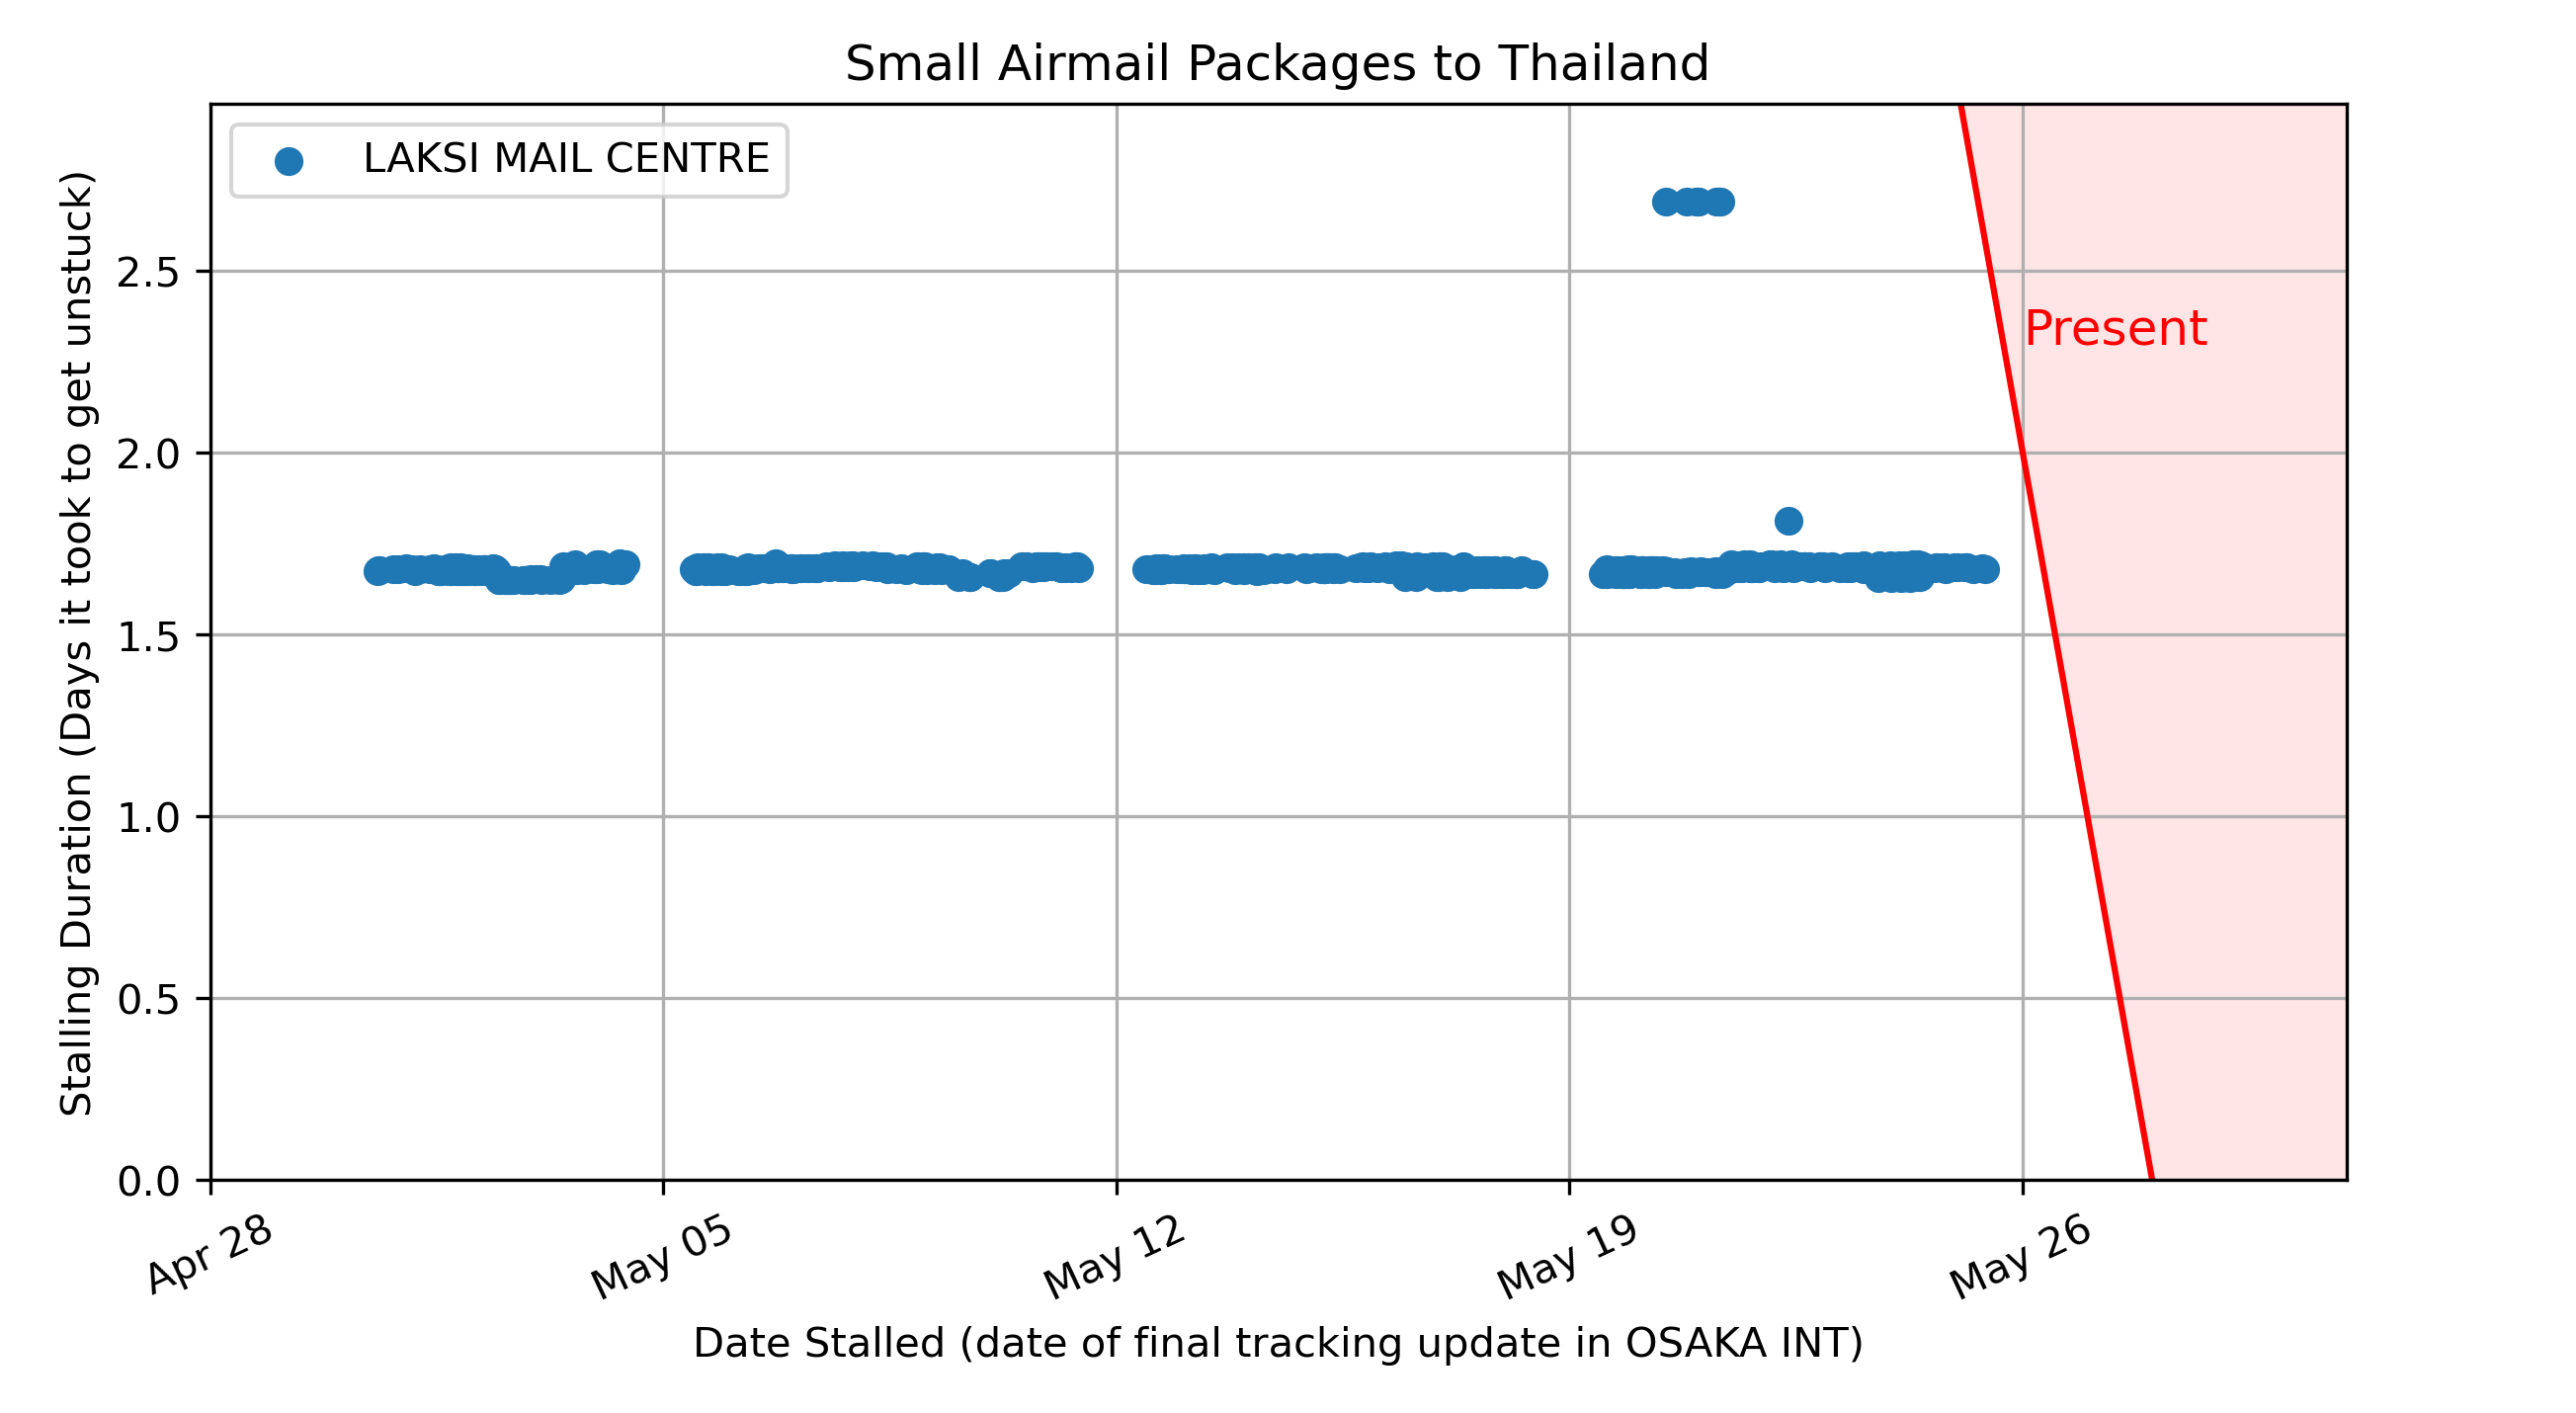 Small Airmail Packages to Thailand
LAKSI MAIL CENTRE
Present
Stalling Duration (Days it took to get unstuck)
2.5
2.0
1.5
1.0
0.5
0.0
Apr 28
May 05
May 12
May 19
May 26
Date Stalled (date of final tracking update in OSAKA INT)